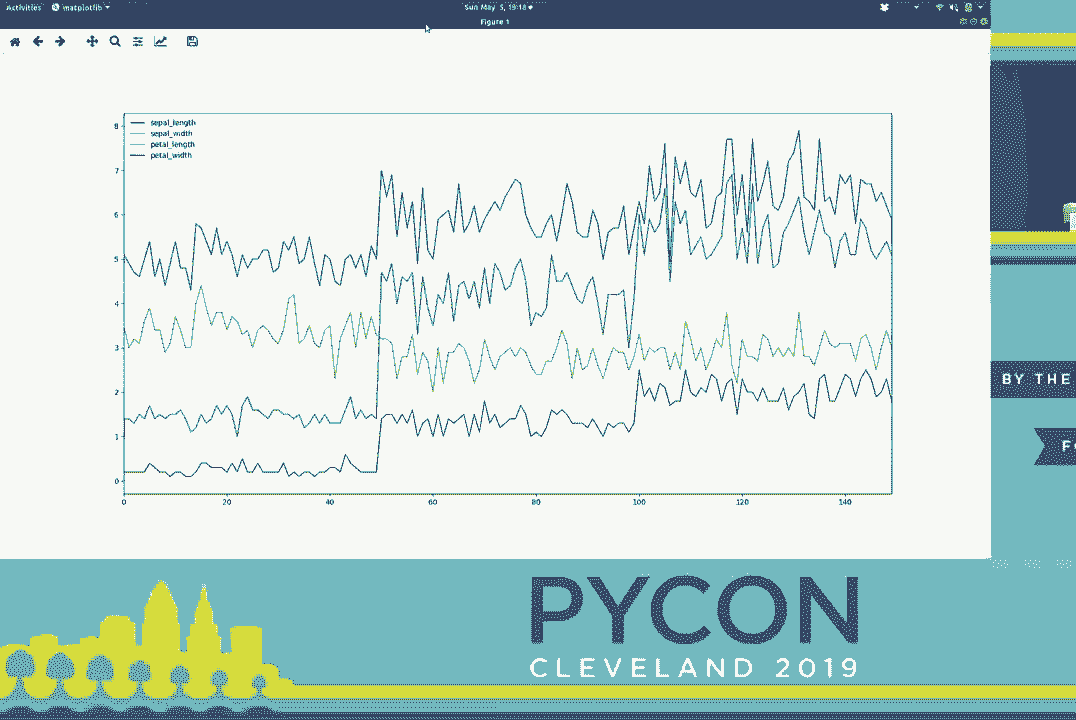 Activities matplotlib Sun May 5, 19:18
Figure 1
sepal_length
sepal_width
petal_length
petal_width
8
7
6
5
4
3
2
1
0
0 20 40 60 80 100 120 140
BY THE
PYCON
CLEVELAND 2019